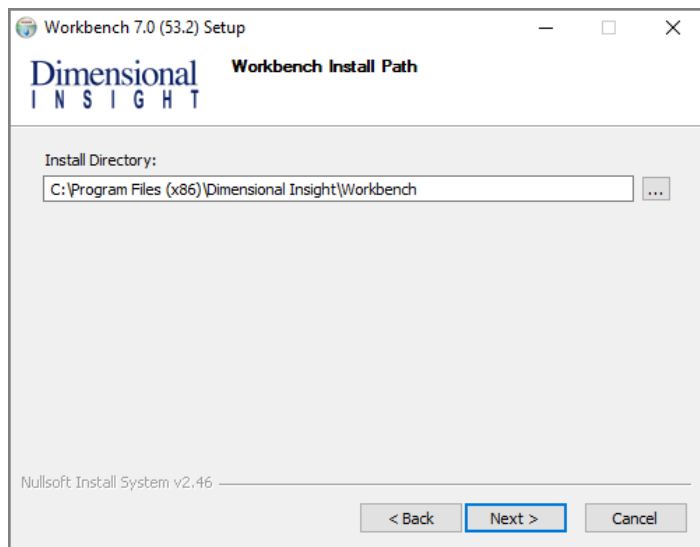 Workbench 7.0 (53.2) Setup
Dimensional
INSIGHT
Workbench Install Path
Install Directory:
C:\Program Files (x86)\Dimensional Insight\Workbench
...
Nullsoft Install System v2.46
< Back
Next >
Cancel